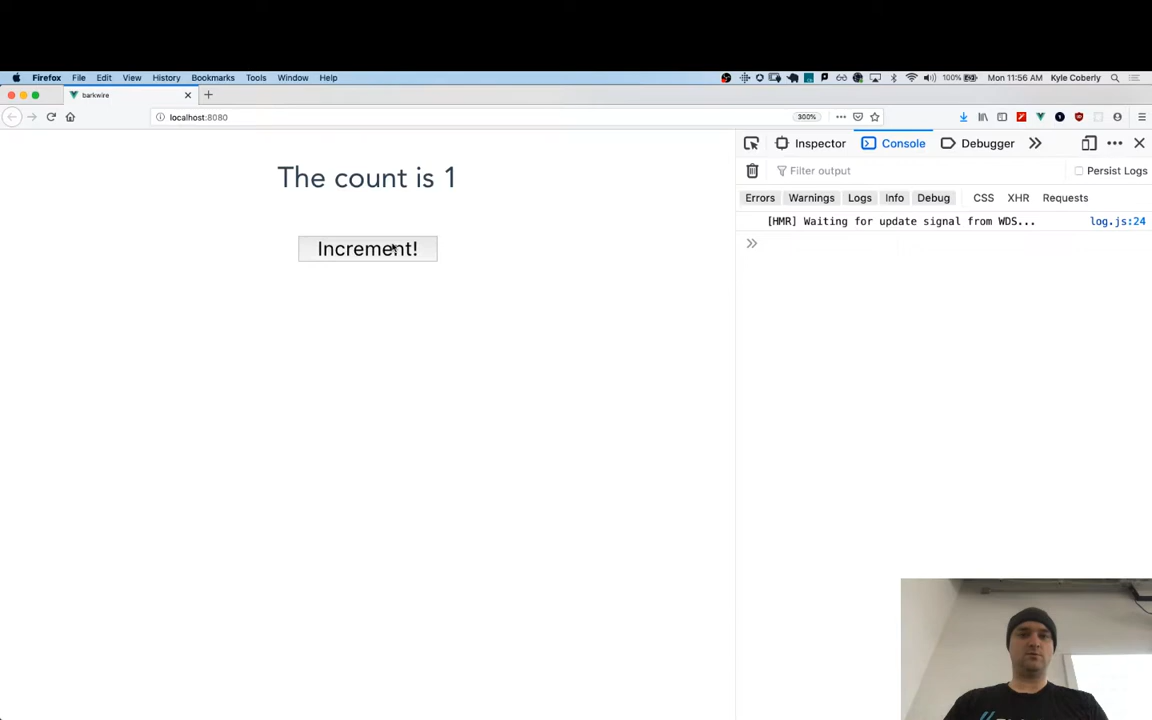 Firefox File Edit View History Bookmarks Tools Window Help 100% Mon 11:56 AM Kyle Coberly
barkwire
localhost:8080 300%
Inspector Console Debugger
Filter output Persist Logs
Errors Warnings Logs Info Debug CSS XHR Requests
[HMR] Waiting for update signal from WDS... log.js:24
The count is 1
Increment!